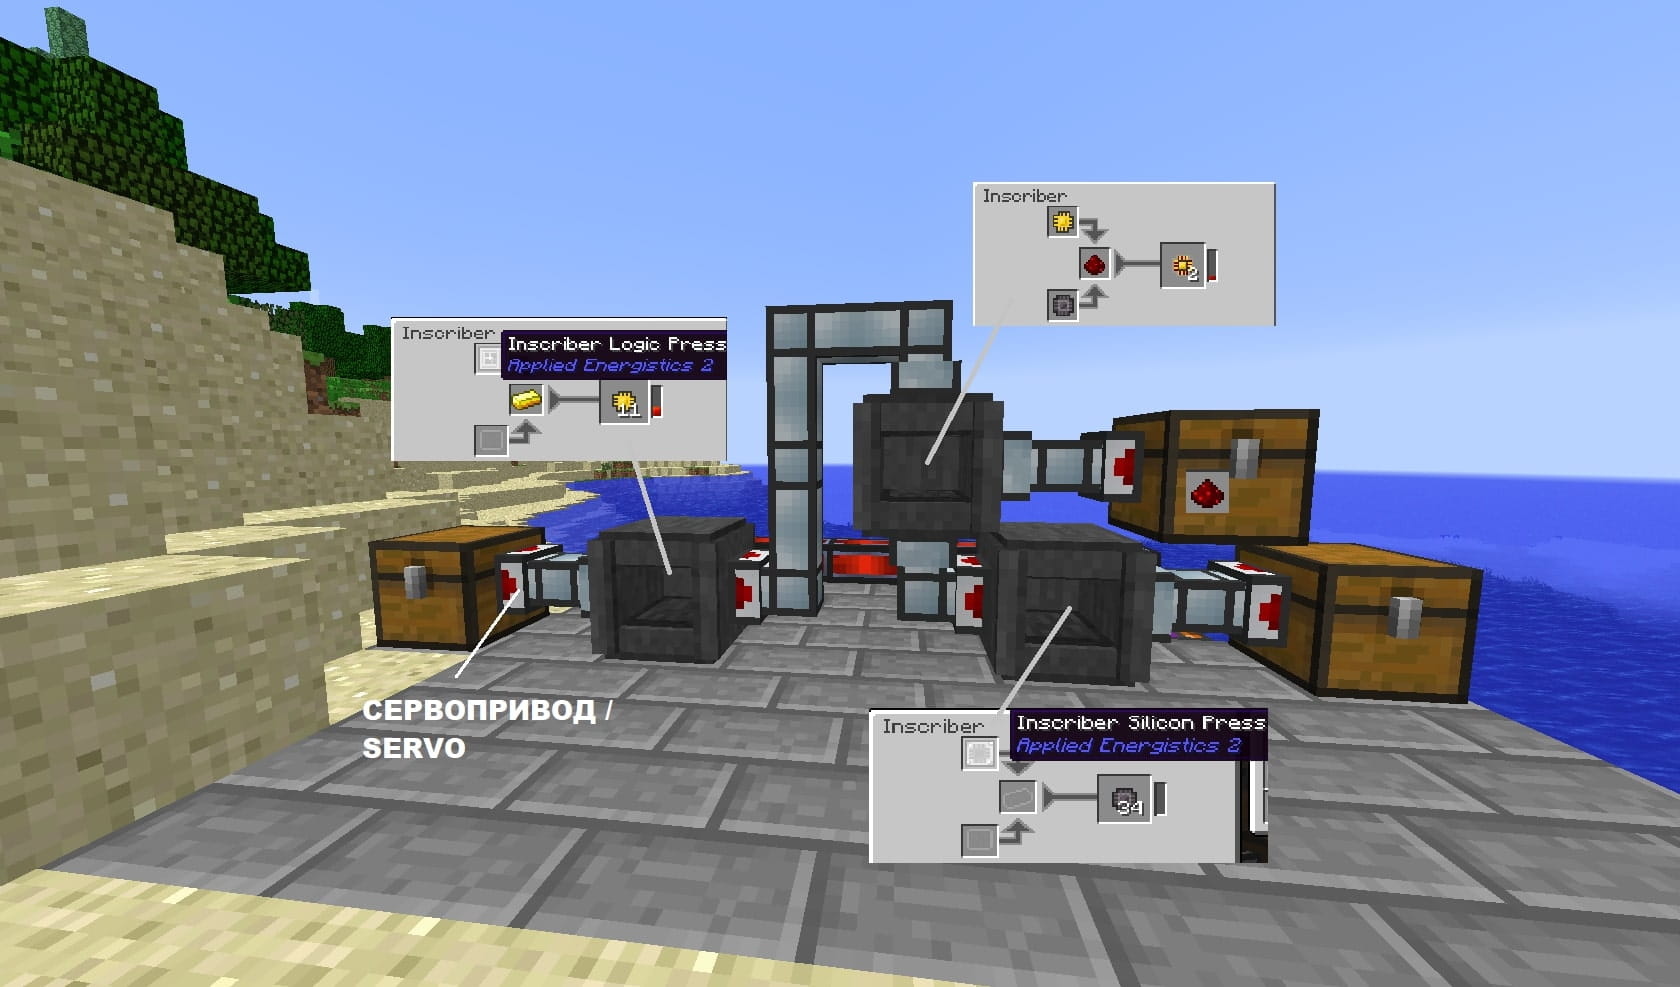 Inscriber
2
Inscriber
Inscriber Logic Press
Applied Energistics 2
11
СЕРВОПРИВОД /
SERVO
Inscriber
Inscriber Silicon Press
Applied Energistics 2
34